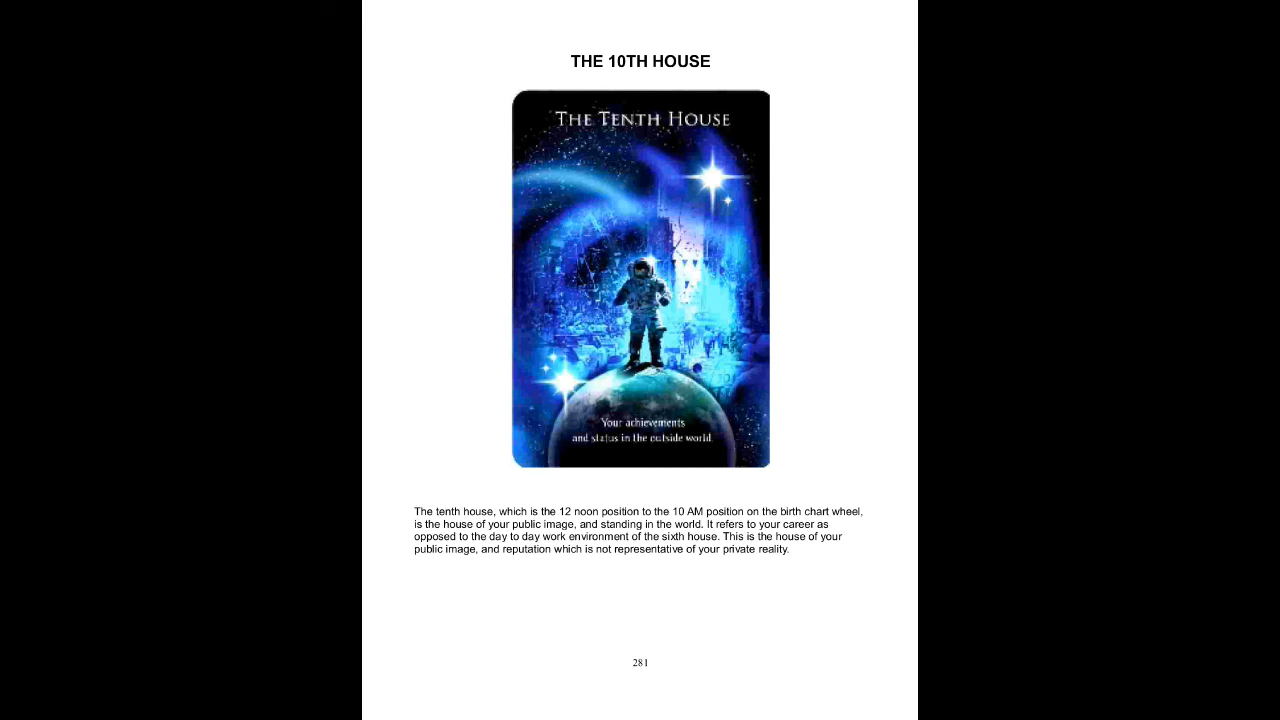 THE 10TH HOUSE
THE TENTH HOUSE
Your achievements
and status in the outside world
The tenth house, which is the 12 noon position to the 10 AM position on the birth chart wheel,
is the house of your public image, and standing in the world. It refers to your career as
opposed to the day to day work environment of the sixth house. This is the house of your
public image, and reputation which is not representative of your private reality.
281